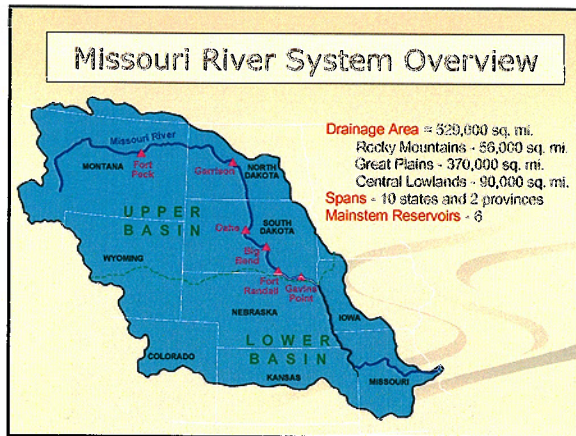 Missouri River System Overview
Drainage Area = 529,000 sq. mi.
Rocky Mountains - 56,000 sq. mi.
Great Plains - 370,000 sq. mi.
Central Lowlands - 90,000 sq. mi.
Spans - 10 states and 2 provinces
Mainstem Reservoirs - 6
Missouri River
MONTANA
Fort
Peck
Garrison
NORTH
DAKOTA
UPPER
BASIN
Oahe
SOUTH
DAKOTA
Big
Bend
WYOMING
Fort
Randall
Gavins
Point
NEBRASKA
IOWA
LOWER
BASIN
COLORADO
KANSAS
MISSOURI